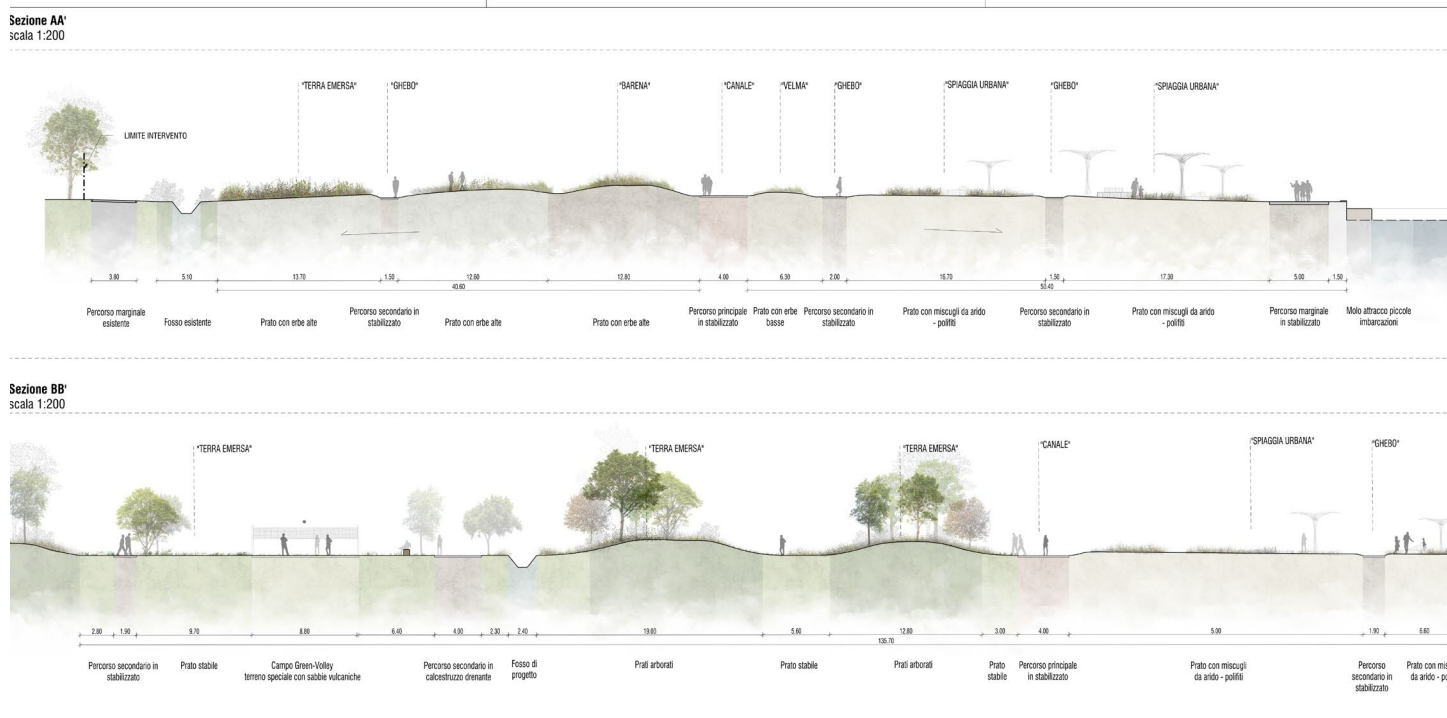 Sezione AA'
scala 1:200
"TERRA EMERSA"
"GHEBO"
"BARENA"
"CANALE"
"VELMA"
"GHEBO"
"SPIAGGIA URBANA"
"GHEBO"
"SPIAGGIA URBANA"
LIMITE INTERVENTO
3.80
5.10
13.70
1.50
12.60
12.80
4.00
6.30
2.00
16.70
1.50
17.30
5.00
1.50
40.60
50.40
Percorso marginale
esistente
Fosso esistente
Prato con erbe alte
Percorso secondario in
stabilizzato
Prato con erbe alte
Prato con erbe alte
Percorso principale
in stabilizzato
Prato con erbe
basse
Percorso secondario in
stabilizzato
Prato con miscugli da arido
- polifiti
Percorso secondario in
stabilizzato
Prato con miscugli da arido
- polifiti
Percorso marginale
in stabilizzato
Molo attracco piccole
imbarcazioni
Sezione BB'
scala 1:200
"TERRA EMERSA"
"TERRA EMERSA"
"TERRA EMERSA"
"CANALE"
"SPIAGGIA URBANA"
"GHEBO"
2.80
1.90
9.70
8.80
6.40
4.00
2.30
2.40
19.00
5.60
12.80
3.00
4.00
5.00
1.90
6.60
135.70
Percorso secondario in
stabilizzato
Prato stabile
Campo Green-Volley
terreno speciale con sabbie vulcaniche
Percorso secondario in
calcestruzzo drenante
Fosso di
progetto
Prati arborati
Prato stabile
Prati arborati
Prato
stabile
Percorso principale
in stabilizzato
Prato con miscugli
da arido - polifiti
Percorso
secondario in
stabilizzato
Prato con mis
da arido - po